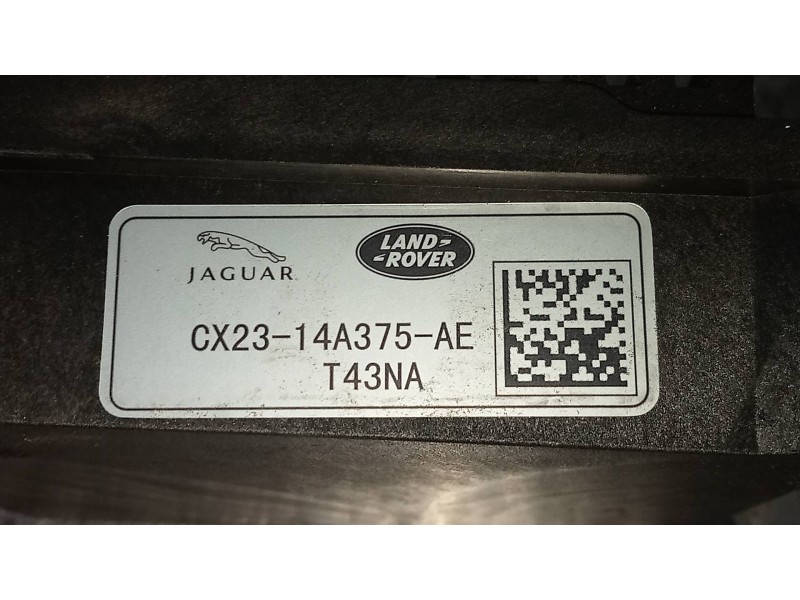 JAGUAR
LAND
ROVER
CX23-14A375-AE
T43NA